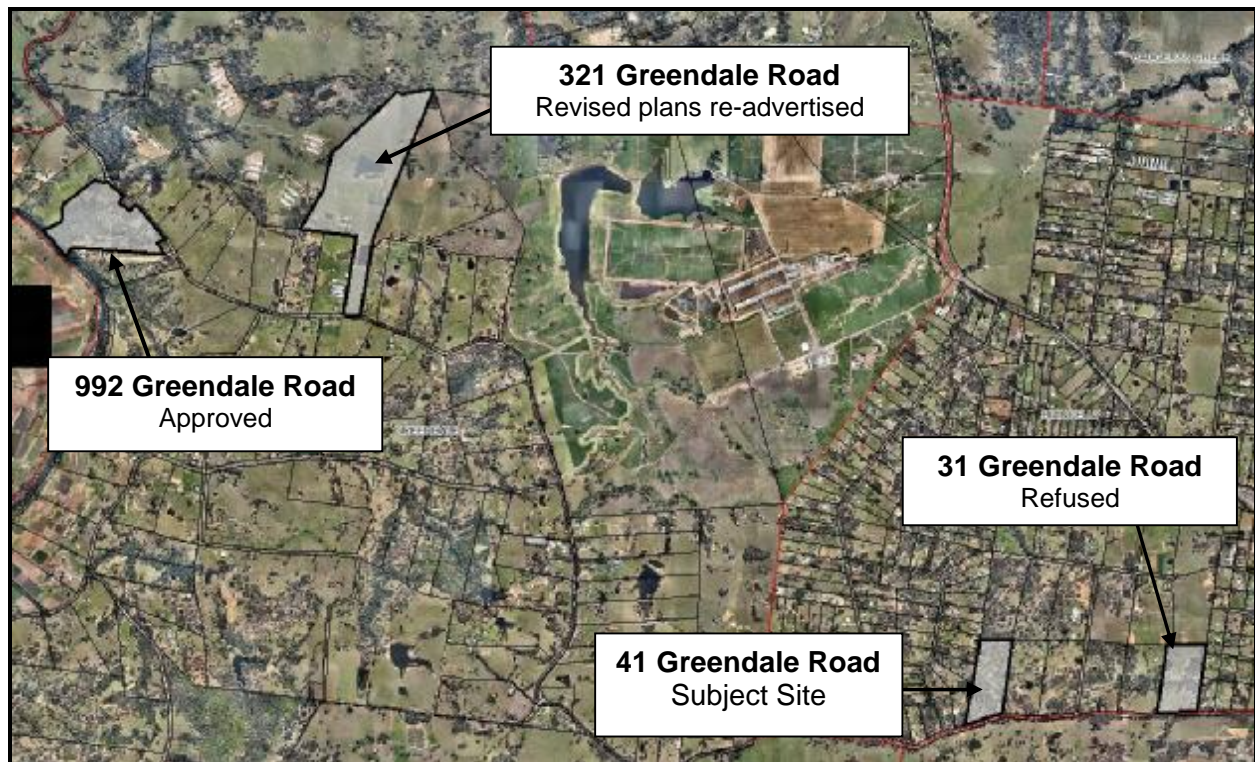 321 Greendale Road
Revised plans re-advertised
992 Greendale Road
Approved
31 Greendale Road
Refused
41 Greendale Road
Subject Site